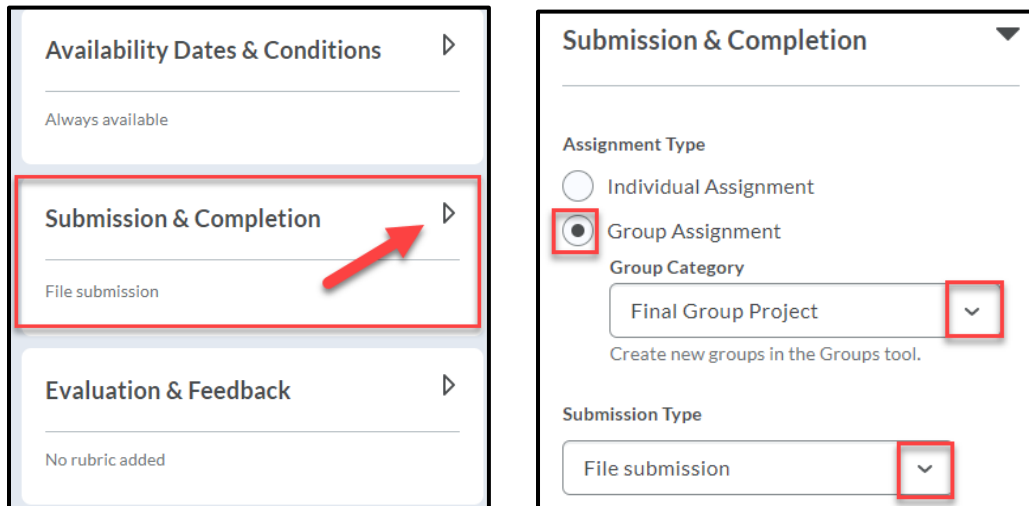 Availability Dates & Conditions
Always available
Submission & Completion
File submission
Evaluation & Feedback
No rubric added
Submission & Completion
Assignment Type
Individual Assignment
Group Assignment
Group Category
Final Group Project
Create new groups in the Groups tool.
Submission Type
File submission